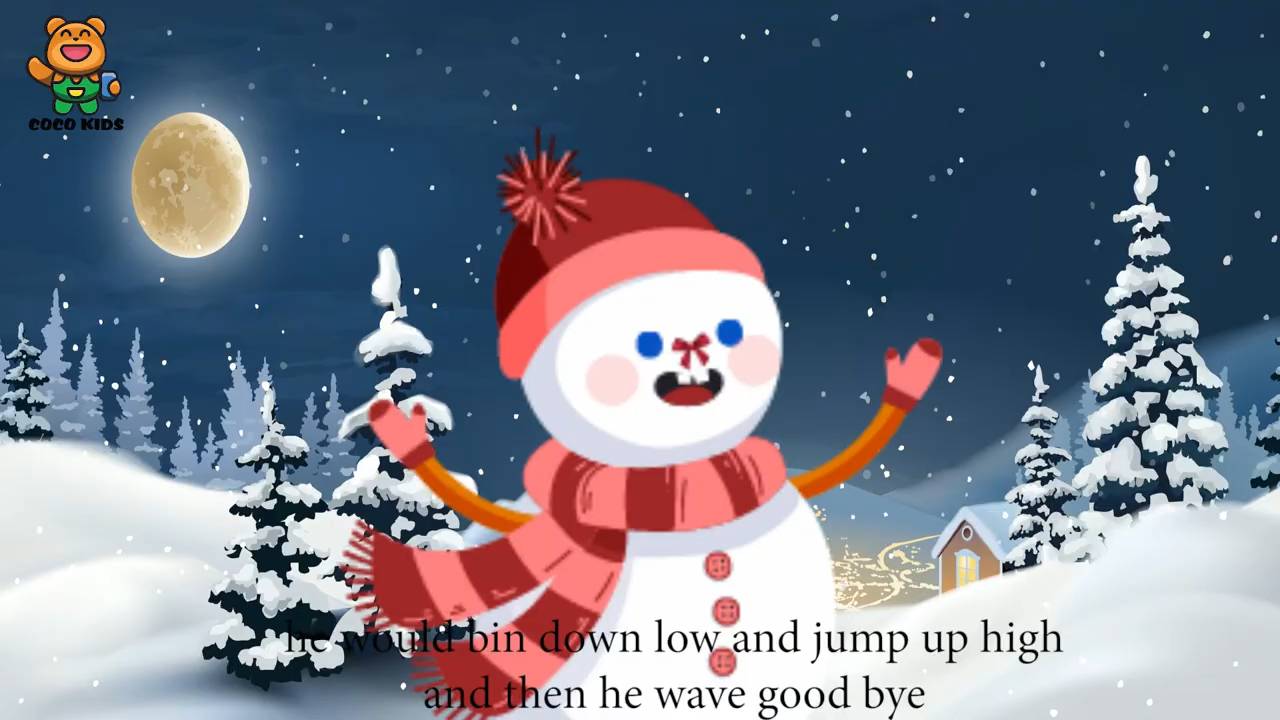 COCO KIDS
he would bin down low and jump up high
and then he wave good bye